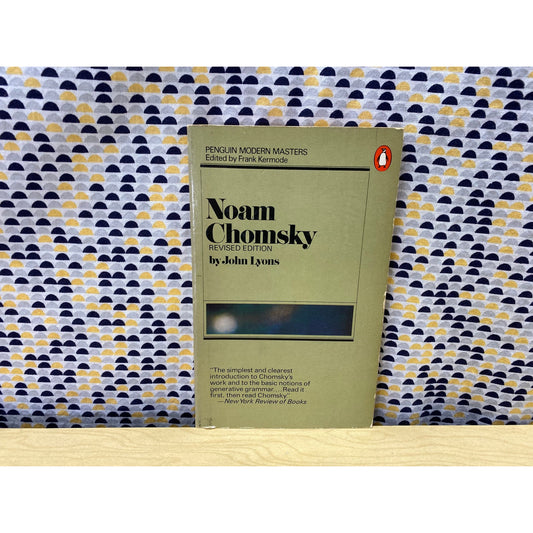 PENGUIN MODERN MASTERS
Edited by Frank Kermode
Noam
Chomsky
REVISED EDITION
by John Lyons
"The simplest and clearest
introduction to Chomsky's
work and to the basic notions of
generative grammar.... Read it
first, then read Chomsky."
—New York Review of Books